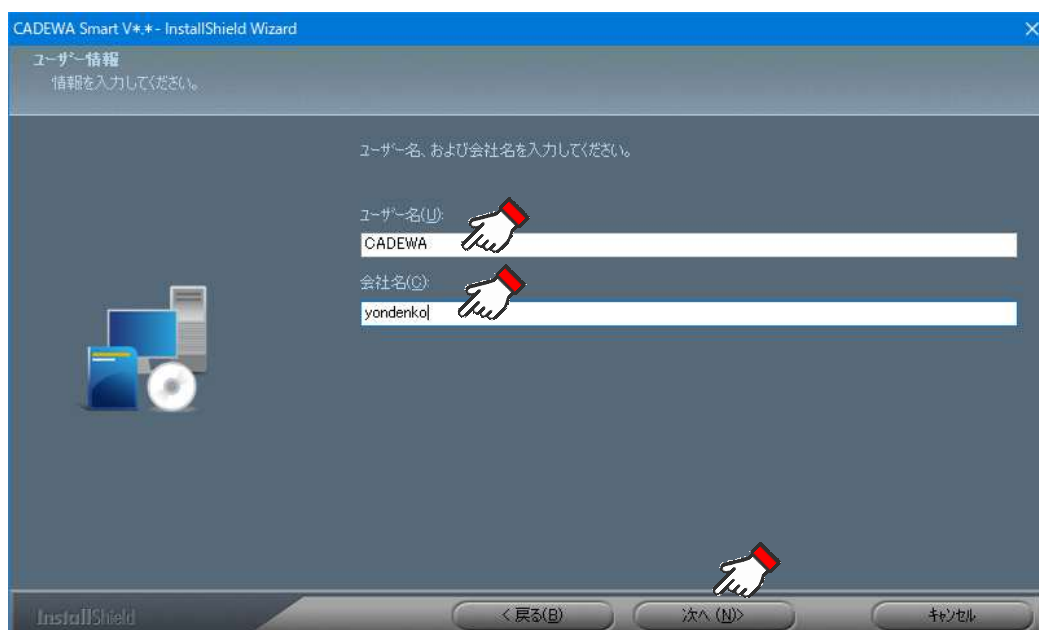 CADEWA Smart V*.* - InstallShield Wizard
ユーザー情報
情報を入力してください。
ユーザー名、および会社名を入力してください。
ユーザー名(U):
CADEWA
会社名(C):
yondenko
InstallShield
< 戻る(B)
次へ (N)>
キャンセル